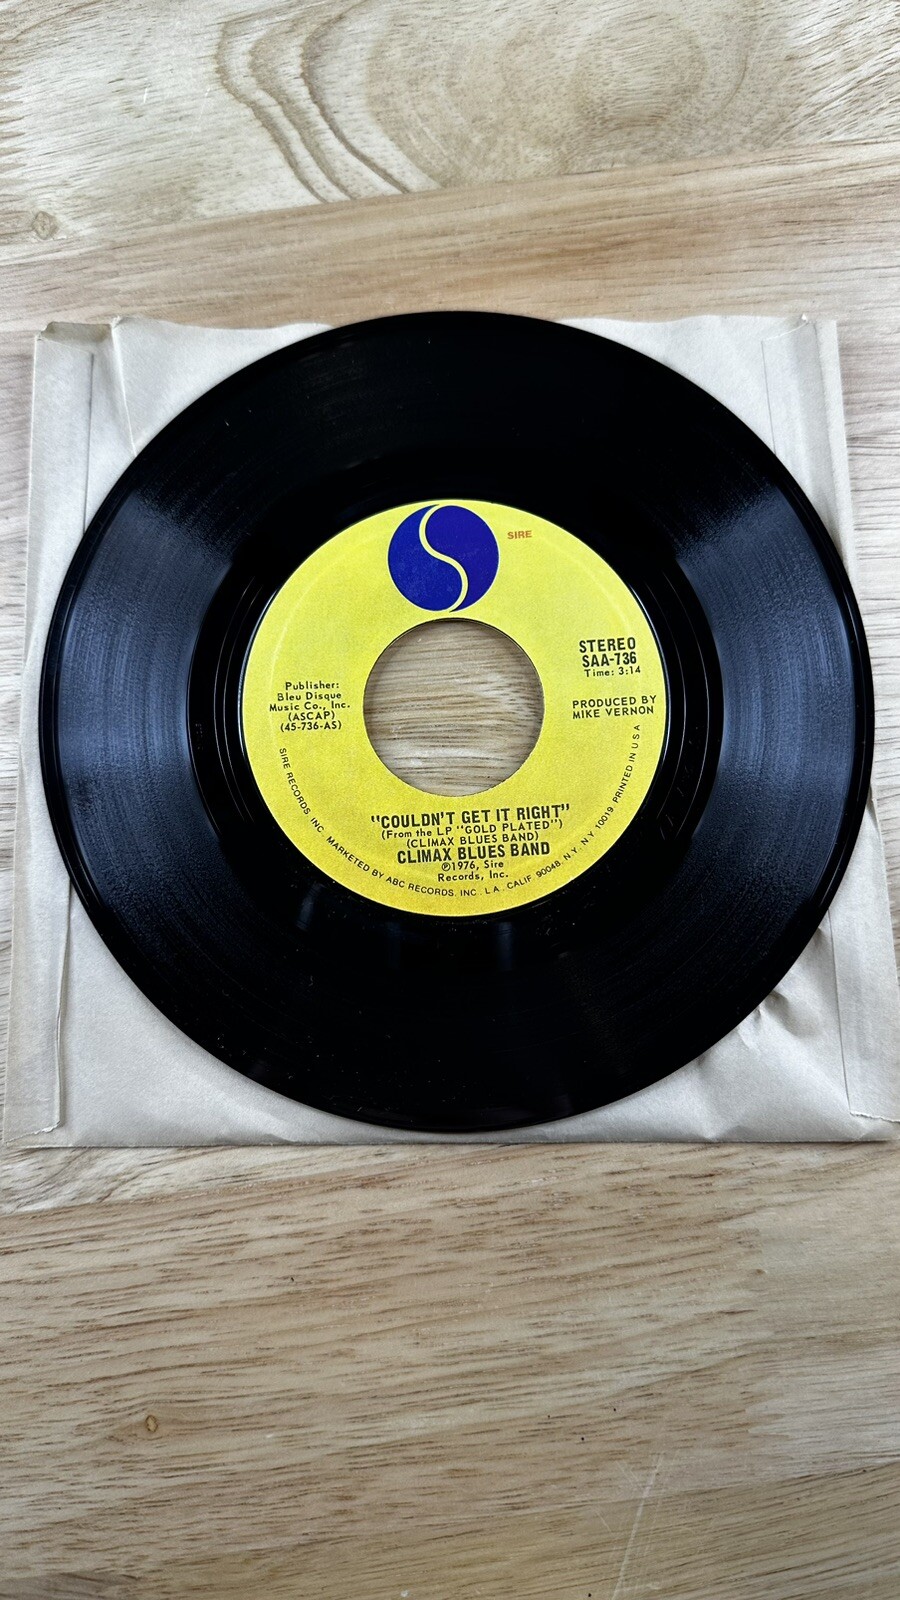 SIRE
STEREO
SAA-736
Time: 3:14
Publisher:
Bleu Disque
Music Co., Inc.
(ASCAP)
(45-736-AS)
PRODUCED BY
MIKE VERNON
"COULDN'T GET IT RIGHT"
(From the LP "GOLD PLATED")
(CLIMAX BLUES BAND)
CLIMAX BLUES BAND
℗1976, Sire
Records, Inc.
SIRE RECORDS, INC. MARKETED BY ABC RECORDS, INC., L.A., CALIF. 90048, N.Y., N.Y. 10019 PRINTED IN U S A